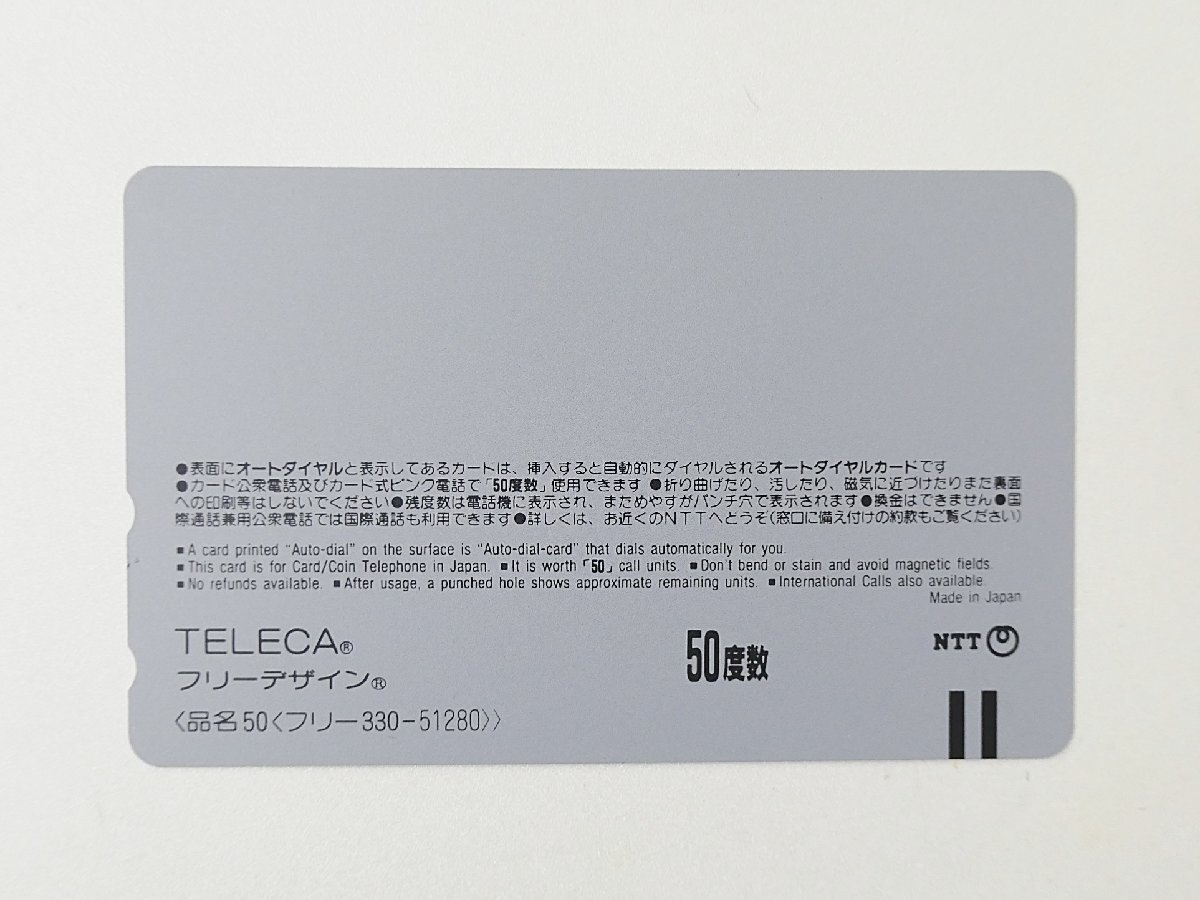 ●表面にオートダイヤルと表示してあるカートは、挿入すると自動的にダイヤルされるオートダイヤルカードです
●カード公衆電話及びカード式ピンク電話で「50度数」使用できます ●折り曲げたり、汚したり、磁気に近づけたりまた裏面
への印刷等はしないでください●残度数は電話機に表示され、まためやすがパンチ穴で表示されます●換金はできません●国
際通話兼用公衆電話では国際通話も利用できます●詳しくは、お近くのNTTへとうぞ(窓口に備え付けの約款もご覧ください)
■A card printed "Auto-dial" on the surface is "Auto-dial-card" that dials automatically for you.
■This card is for Card/Coin Telephone in Japan. ■It is worth「50」call units. ■Don't bend or stain and avoid magnetic fields.
■No refunds available. ■After usage, a punched hole shows approximate remaining units. ■International Calls also available.
Made in Japan
TELECA®
フリーデザイン®
50度数
NTT
〈品名50〈フリー330-51280〉〉